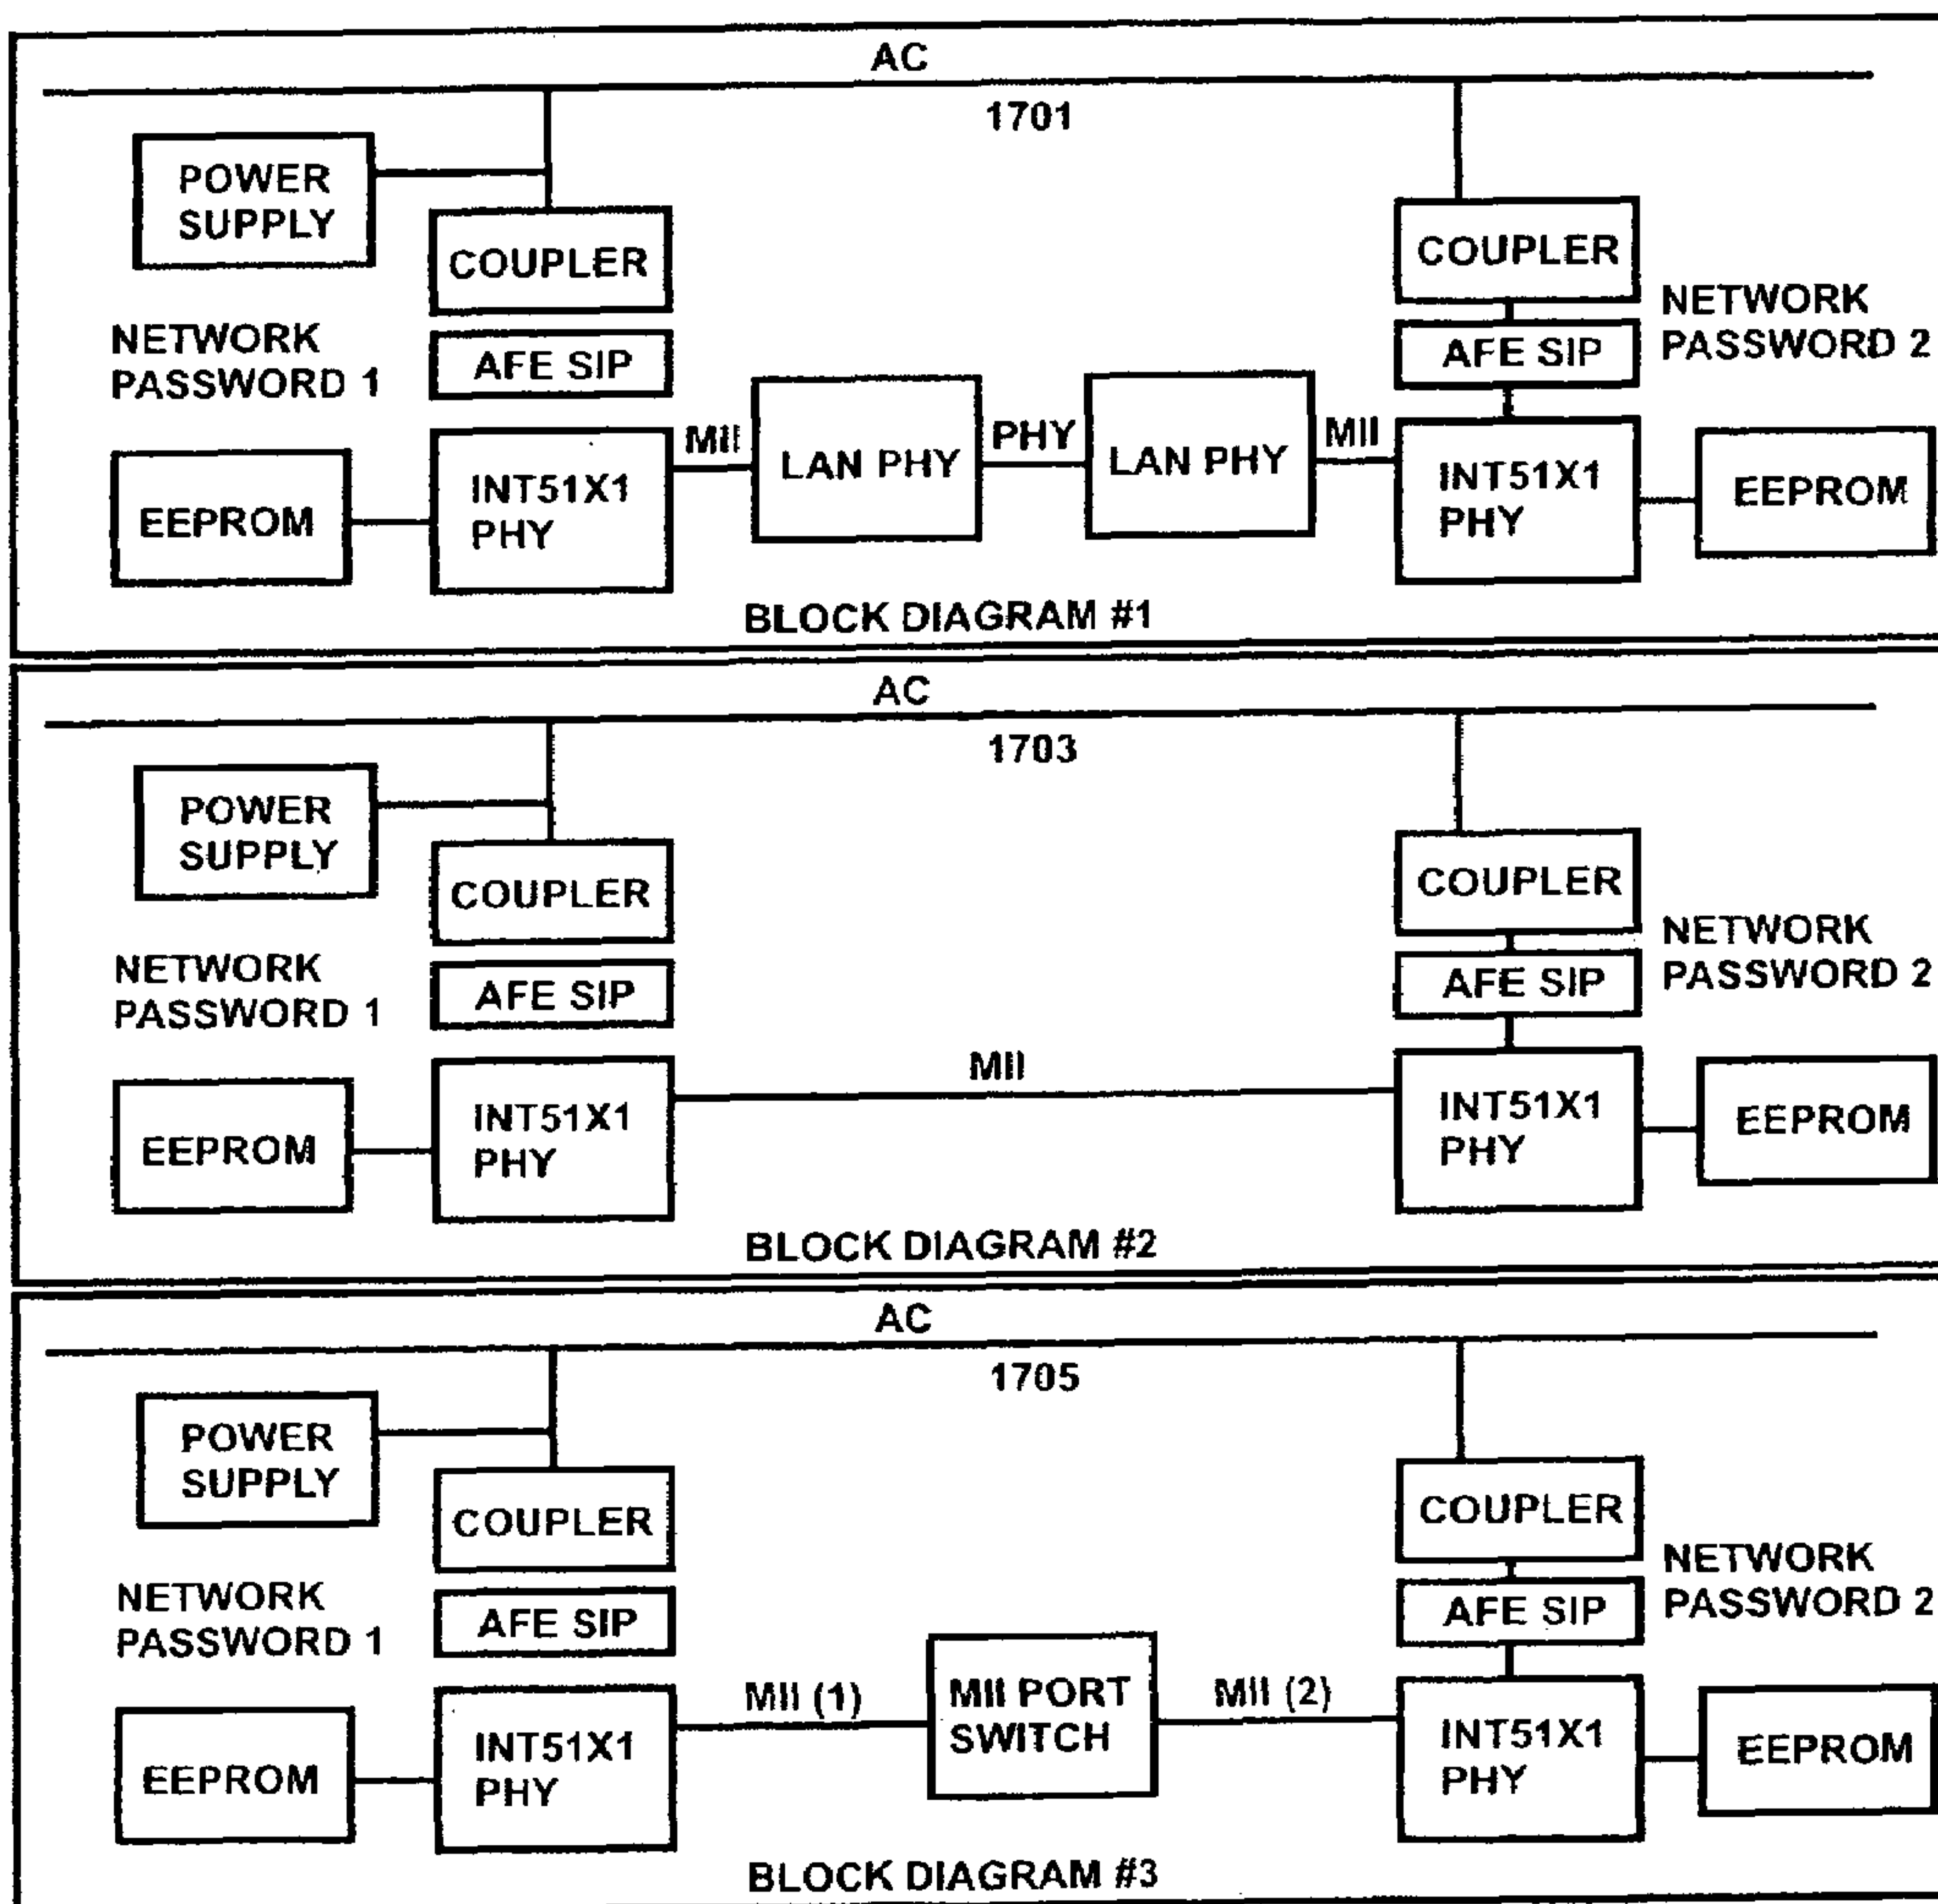 AC
1701
POWER
SUPPLY
COUPLER
COUPLER
NETWORK
PASSWORD 1
AFE SIP
NETWORK
PASSWORD 2
AFE SIP
EEPROM
INT51X1
PHY
MII
LAN PHY
PHY
LAN PHY
MII
INT51X1
PHY
EEPROM
BLOCK DIAGRAM #1
AC
1703
POWER
SUPPLY
COUPLER
COUPLER
NETWORK
PASSWORD 1
AFE SIP
NETWORK
PASSWORD 2
AFE SIP
EEPROM
INT51X1
PHY
MII
INT51X1
PHY
EEPROM
BLOCK DIAGRAM #2
AC
1705
POWER
SUPPLY
COUPLER
COUPLER
NETWORK
PASSWORD 1
AFE SIP
NETWORK
PASSWORD 2
AFE SIP
EEPROM
INT51X1
PHY
MII (1)
MII PORT
SWITCH
MII (2)
INT51X1
PHY
EEPROM
BLOCK DIAGRAM #3